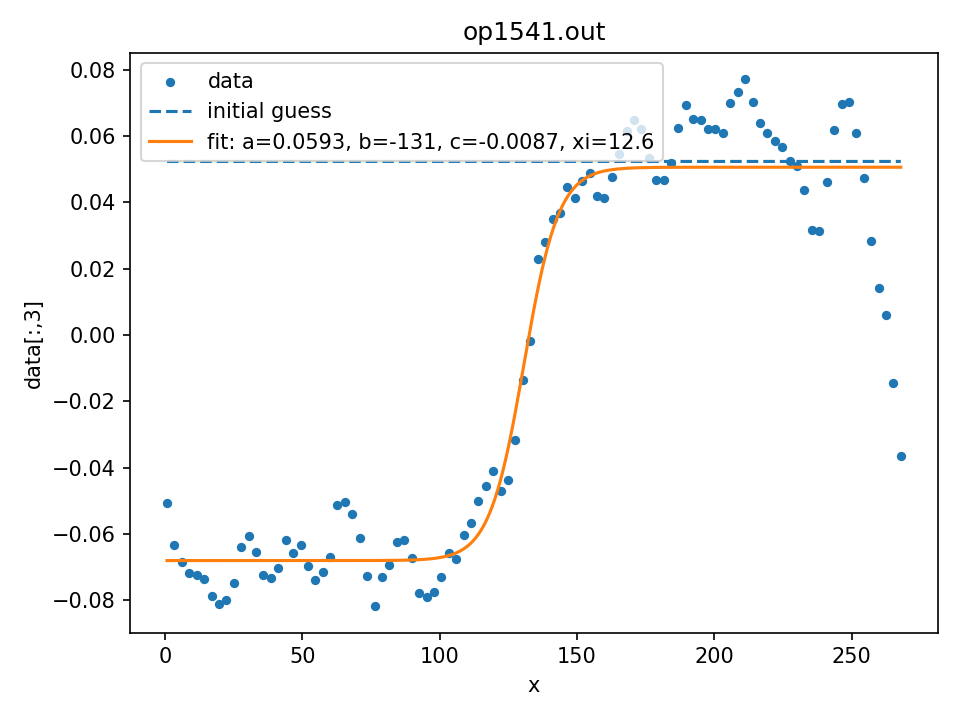 op1541.out
data
initial guess
fit: a=0.0593, b=-131, c=-0.0087, xi=12.6
0.08
0.06
0.04
0.02
0.00
−0.02
−0.04
−0.06
−0.08
data[:,3]
0 50 100 150 200 250
x